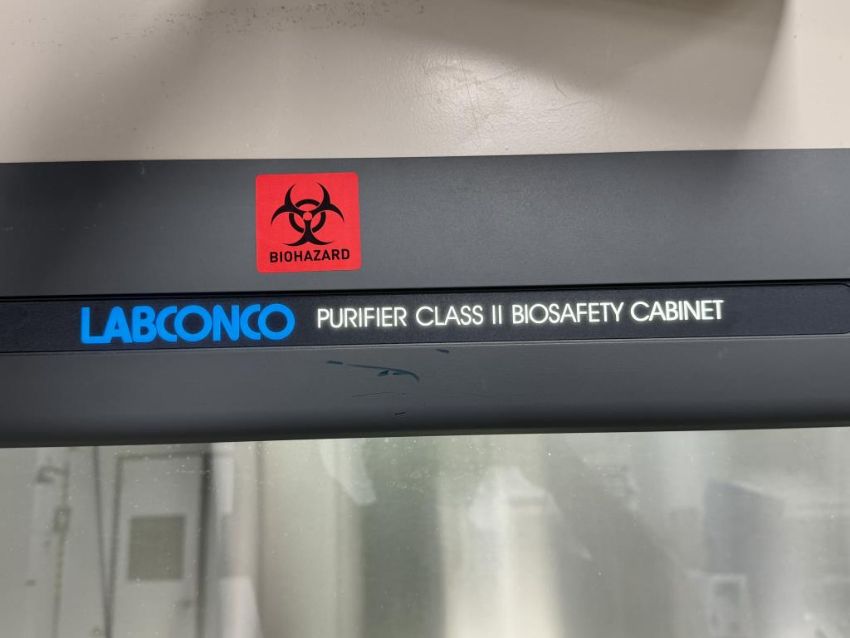 BIOHAZARD
LABCONCO PURIFIER CLASS II BIOSAFETY CABINET